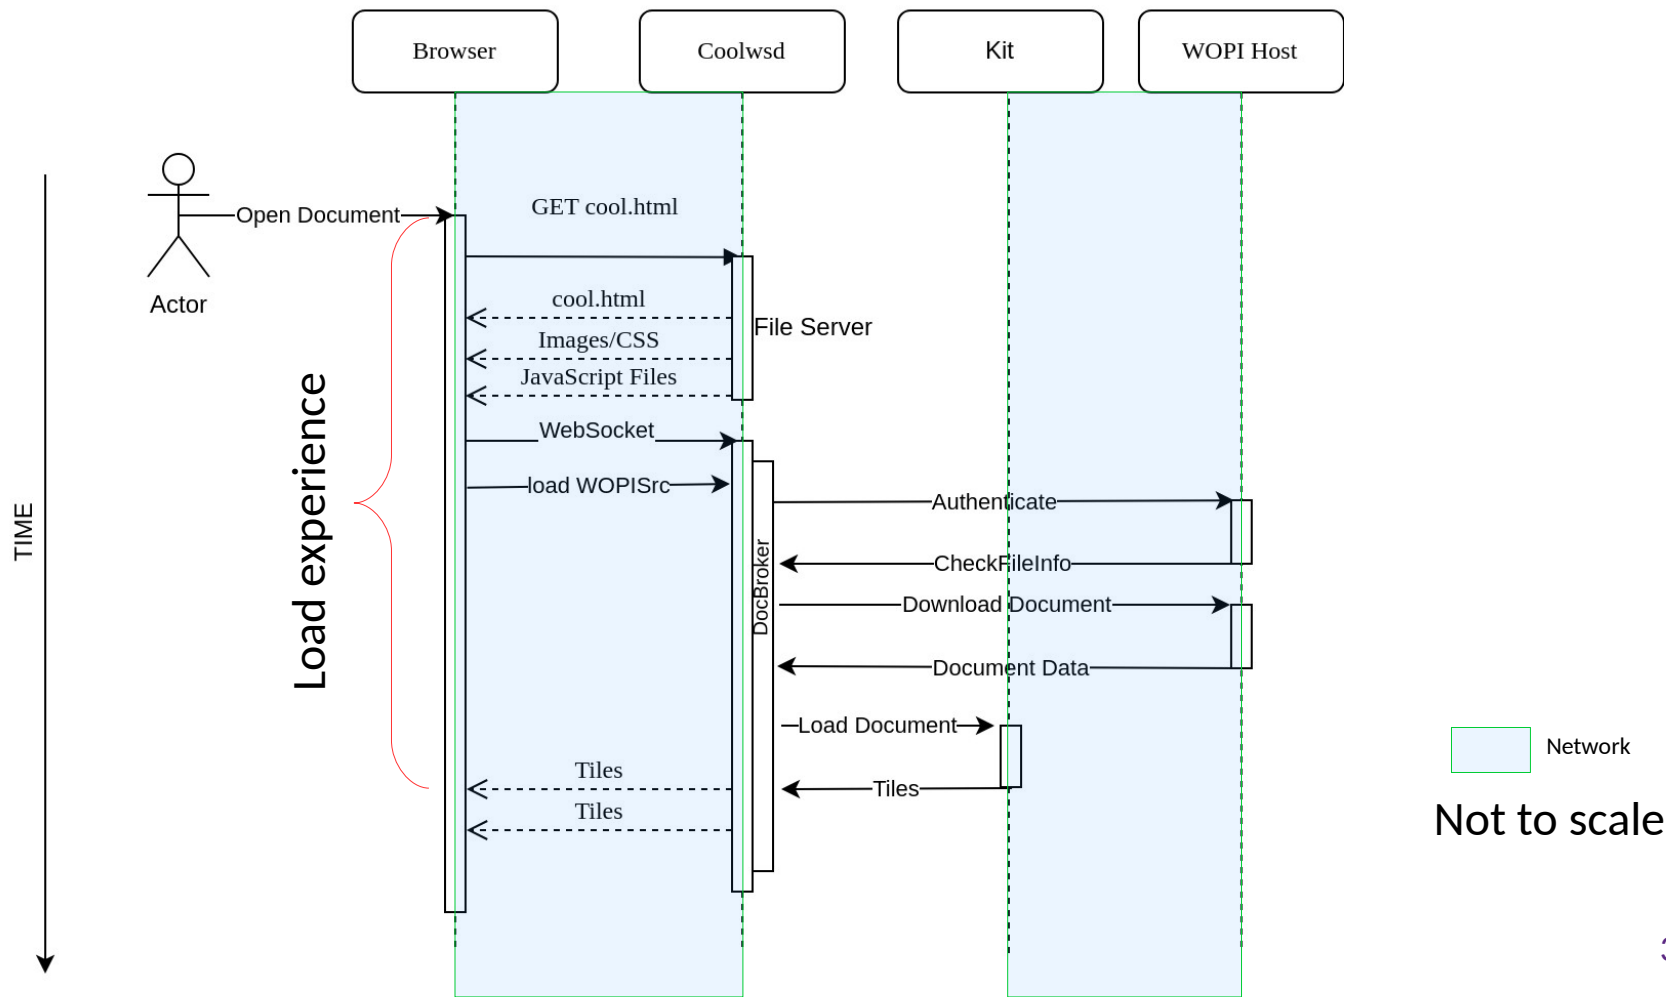 Browser
Coolwsd
Kit
WOPI Host
Open Document
GET cool.html
Actor
cool.html
File Server
Images/CSS
JavaScript Files
WebSocket
load WOPISrc
Authenticate
TIME
Load experience
DocBroker
CheckFileInfo
Download Document
Document Data
Load Document
Network
Tiles
Tiles
Tiles
Not to scale